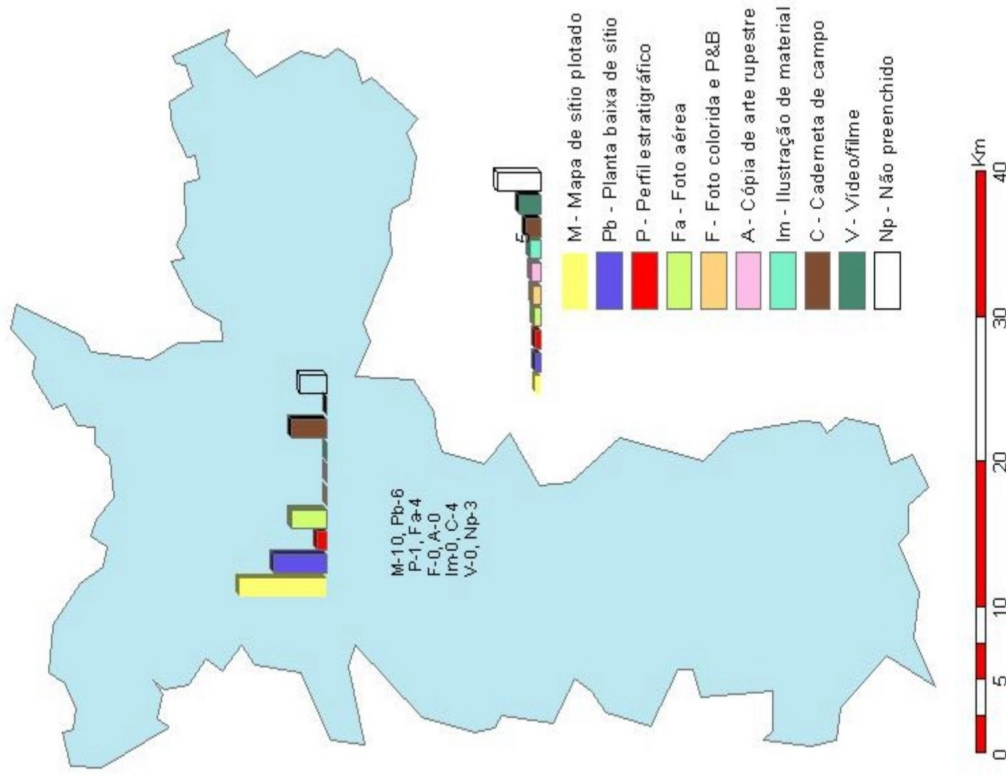 M-10, Pb-6
P-1, Fa-4
F-0, A-0
Im-0, C-4
V-0, Np-3
5
M - Mapa de sítio plotado
Pb - Planta baixa de sítio
P - Perfil estratigráfico
Fa - Foto aérea
F - Foto colorida e P&B
A - Cópia de arte rupestre
Im - Ilustração de material
C - Caderneta de campo
V - Vídeo/filme
Np - Não preenchido
0 5 10 20 30 40 Km